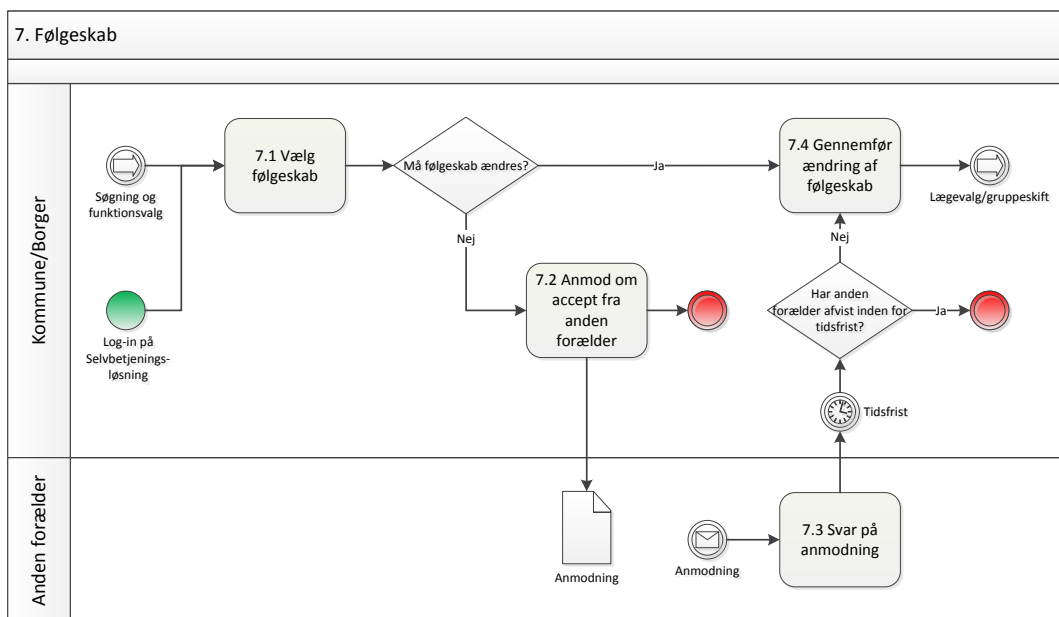 7. Følgeskab
Kommune/Borger
Søgning og
funktionsvalg
Log-in på
Selvbetjenings-
løsning
7.1 Vælg
følgeskab
Må følgeskab ændres?
Ja
Nej
7.2 Anmod om
accept fra
anden
forælder
7.4 Gennemfør
ændring af
følgeskab
Lægevalg/gruppeskift
Nej
Har anden
forælder afvist inden for
tidsfrist?
Ja
Tidsfrist
Anden forælder
Anmodning
Anmodning
7.3 Svar på
anmodning